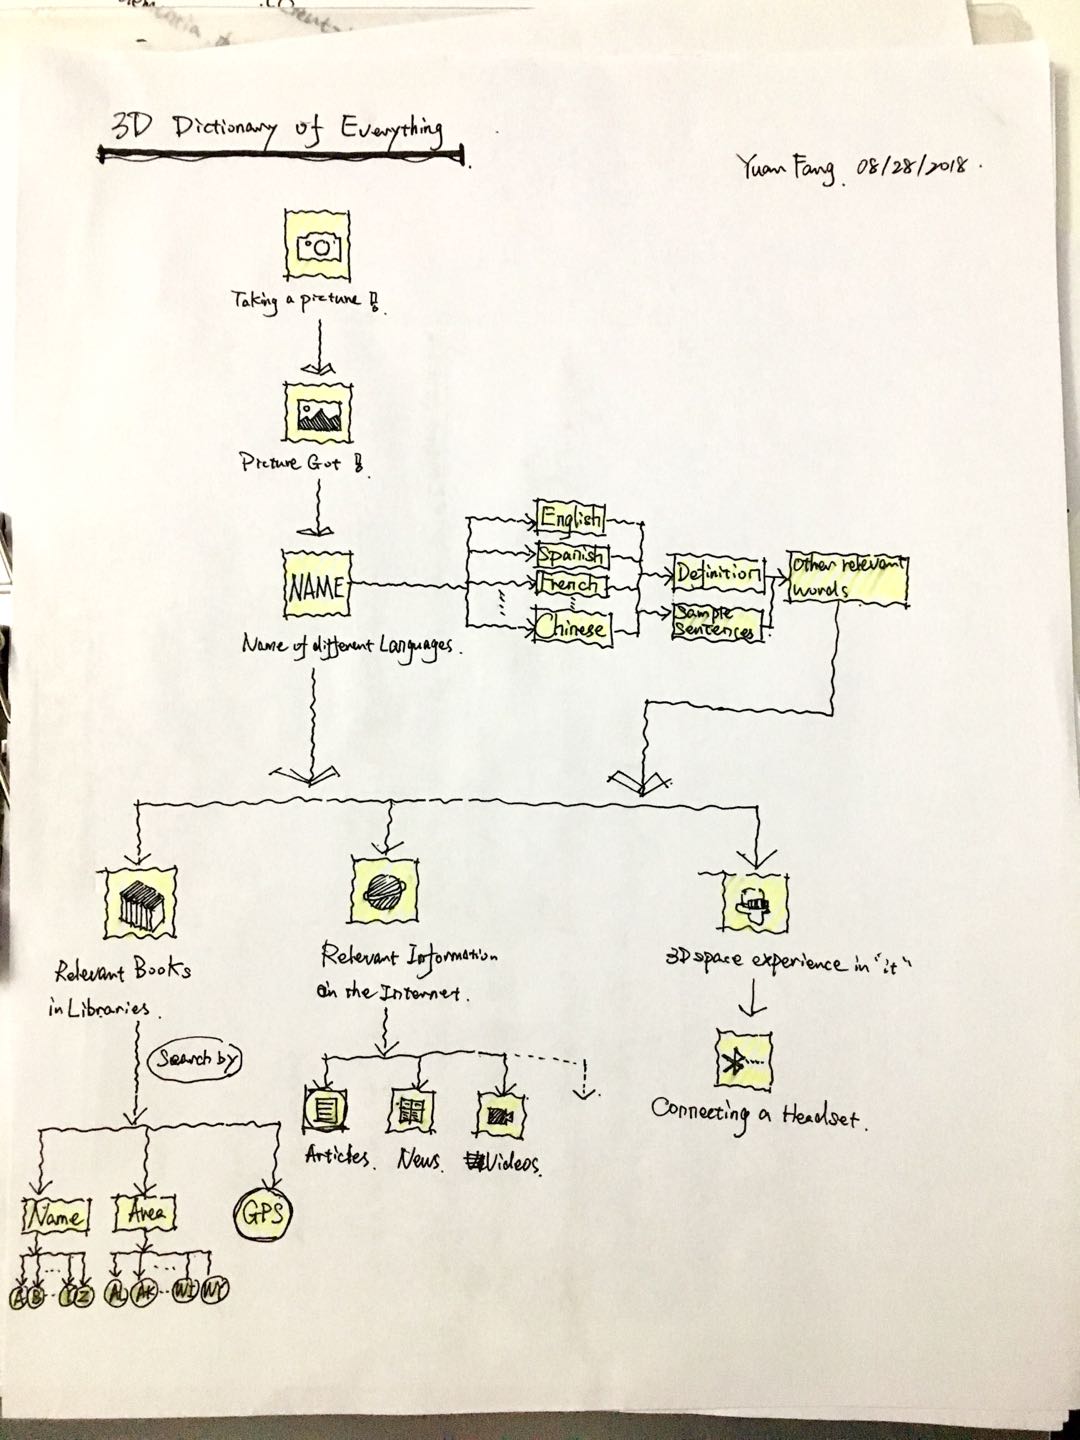 3D Dictionary of Everything
Yuan Fang. 08/28/2018.
Taking a picture
Picture Got
NAME
Name of different Languages.
English
Spanish
French
Chinese
Definition
Sample
Sentences
Other relevent
words
Relevant Books
in Libraries.
Search by
Name
Area
GPS
A B Y Z
AL AK WI WY
Relevant Information
on the Internet.
Articles.
News.
Videos.
3D space experience in "it"
Connecting a Headset.